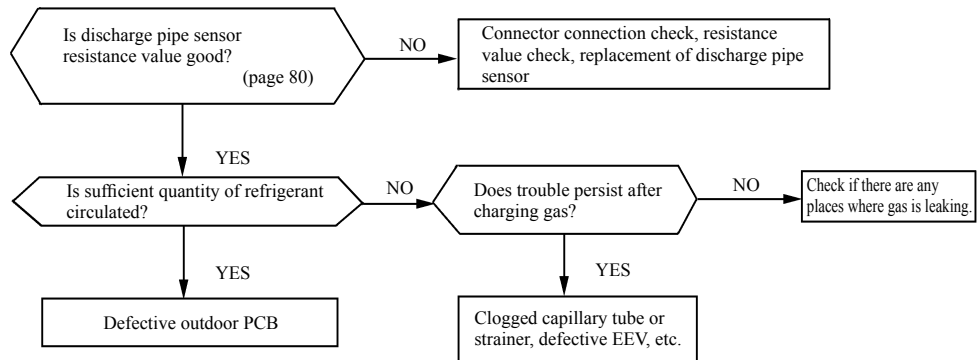 Is discharge pipe sensor
resistance value good?
(page 80)
NO
Connector connection check, resistance
value check, replacement of discharge pipe
sensor
YES
Is sufficient quantity of refrigerant
circulated?
NO
Does trouble persist after
charging gas?
NO
Check if there are any
places where gas is leaking.
YES
YES
Defective outdoor PCB
Clogged capillary tube or
strainer, defective EEV, etc.